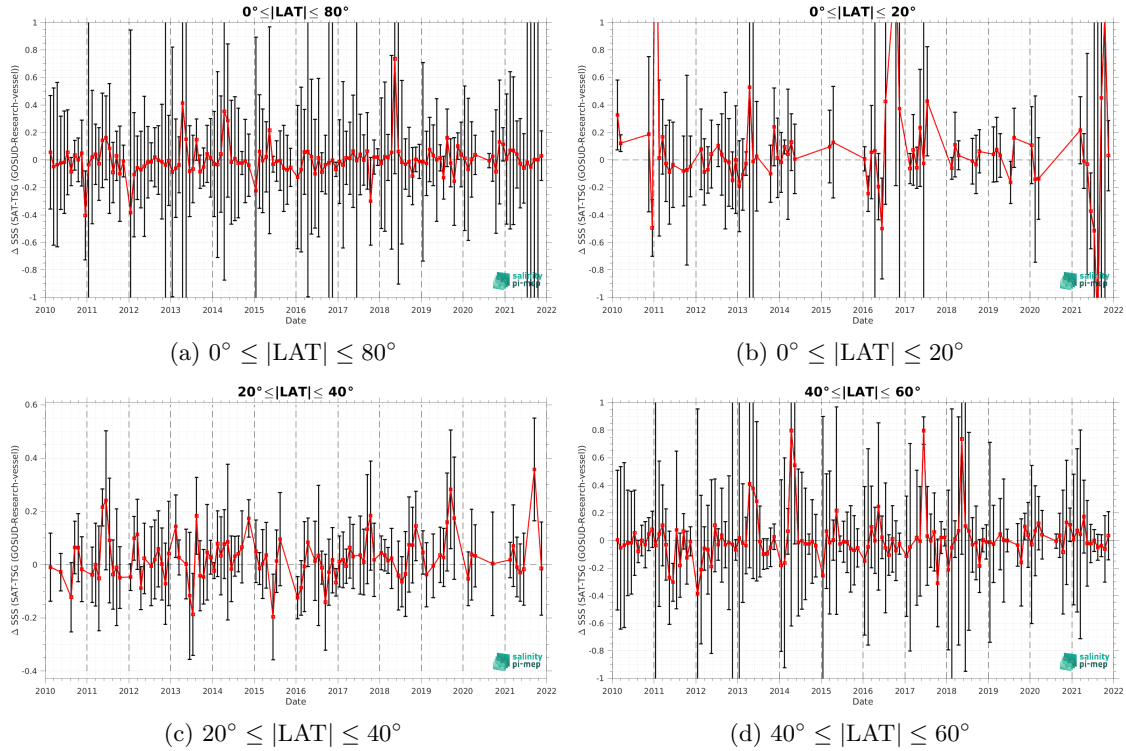 0°≤|LAT|≤ 80°
Δ SSS (SAT-TSG (GOSUD-Research-vessel))
1
0.8
0.6
0.4
0.2
0
-0.2
-0.4
-0.6
-0.8
-1
2010 2011 2012 2013 2014 2015 2016 2017 2018 2019 2020 2021 2022
Date
salinity
pi-mep
(a) 0° ≤ |LAT| ≤ 80°
0°≤|LAT|≤ 20°
Δ SSS (SAT-TSG (GOSUD-Research-vessel))
1
0.8
0.6
0.4
0.2
0
-0.2
-0.4
-0.6
-0.8
-1
2010 2011 2012 2013 2014 2015 2016 2017 2018 2019 2020 2021 2022
Date
salinity
pi-mep
(b) 0° ≤ |LAT| ≤ 20°
20°≤|LAT|≤ 40°
Δ SSS (SAT-TSG (GOSUD-Research-vessel))
0.6
0.4
0.2
0
-0.2
-0.4
2010 2011 2012 2013 2014 2015 2016 2017 2018 2019 2020 2021 2022
Date
salinity
pi-mep
(c) 20° ≤ |LAT| ≤ 40°
40°≤|LAT|≤ 60°
Δ SSS (SAT-TSG (GOSUD-Research-vessel))
1
0.8
0.6
0.4
0.2
0
-0.2
-0.4
-0.6
-0.8
-1
2010 2011 2012 2013 2014 2015 2016 2017 2018 2019 2020 2021 2022
Date
salinity
pi-mep
(d) 40° ≤ |LAT| ≤ 60°